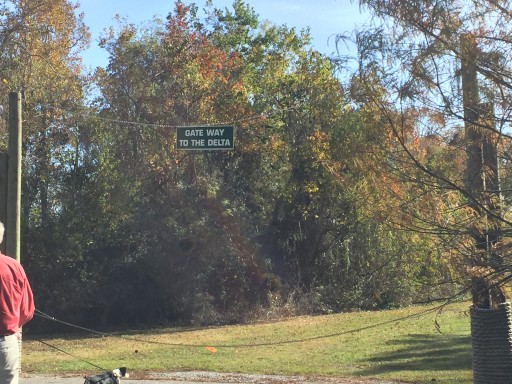 GATE WAY
TO THE DELTA